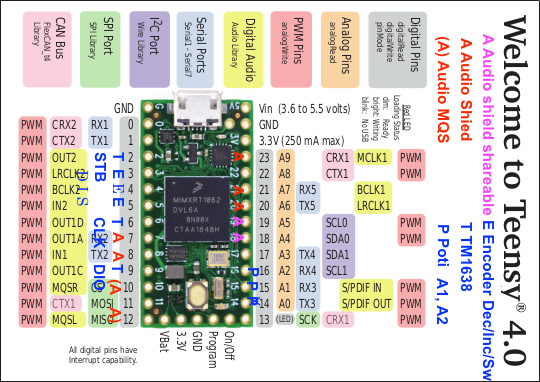 Welcome to Teensy® 4.0
A Audio shield shareable E Encoder Dec/Inc/Sw
A Audio Shied T TM1638
(A) Audio MQS P Poti A1, A2
Digital Pins
digitalRead
digitalWrite
pinMode
Analog Pins
analogRead
PWM Pins
analogWrite
Digital Audio
Audio Library
Serial Ports
Serial1 - Serial7
I²C Port
Wire Library
SPI Port
SPI Library
CAN Bus
FlexCAN_t4
Library
Red LED
Loading Status
dim: Ready
bright: Writing
blink: No USB
GND
PWM CRX2 RX1 0
PWM CTX2 TX1 1
PWM OUT2 2
PWM LRCLK2 3
PWM BCLK2 4
PWM IN2 5
PWM OUT1D 6
PWM OUT1A RX2 7
PWM IN1 TX2 8
PWM OUT1C 9
PWM MQSR 10
PWM CTX1 MOSI 11
PWM MQSL MISO 12
STB
CLK
DIO
DIS
T E E E T A A T (A A)
MIMXRT1062
DVL6A
CTAA1848H
Vin (3.6 to 5.5 volts)
GND
3.3V (250 mA max)
23 A9 CRX1 MCLK1 PWM
22 A8 CTX1 PWM
21 A7 RX5 BCLK1
20 A6 TX5 LRCLK1
19 A5 SCL0 PWM
18 A4 SDA0 PWM
17 A3 TX4 SDA1
16 A2 RX4 SCL1
15 A1 RX3 S/PDIF IN PWM
14 A0 TX3 S/PDIF OUT PWM
13 (LED) SCK CRX1 PWM
VBat
3.3V
GND
Program
On/Off
All digital pins have
Interrupt capability.